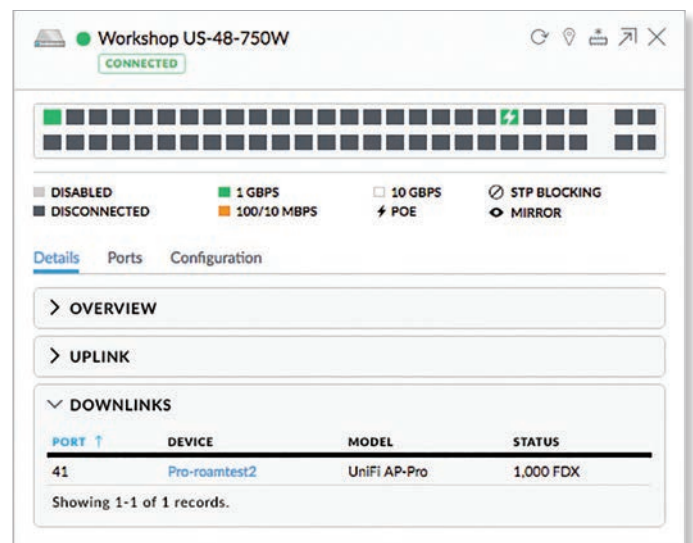 Workshop US-48-750W
CONNECTED
DISABLED 1 GBPS 10 GBPS STP BLOCKING
DISCONNECTED 100/10 MBPS POE MIRROR
Details Ports Configuration
OVERVIEW
UPLINK
DOWNLINKS
PORT ↑ DEVICE MODEL STATUS
41 Pro-roamtest2 UniFi AP-Pro 1,000 FDX
Showing 1-1 of 1 records.